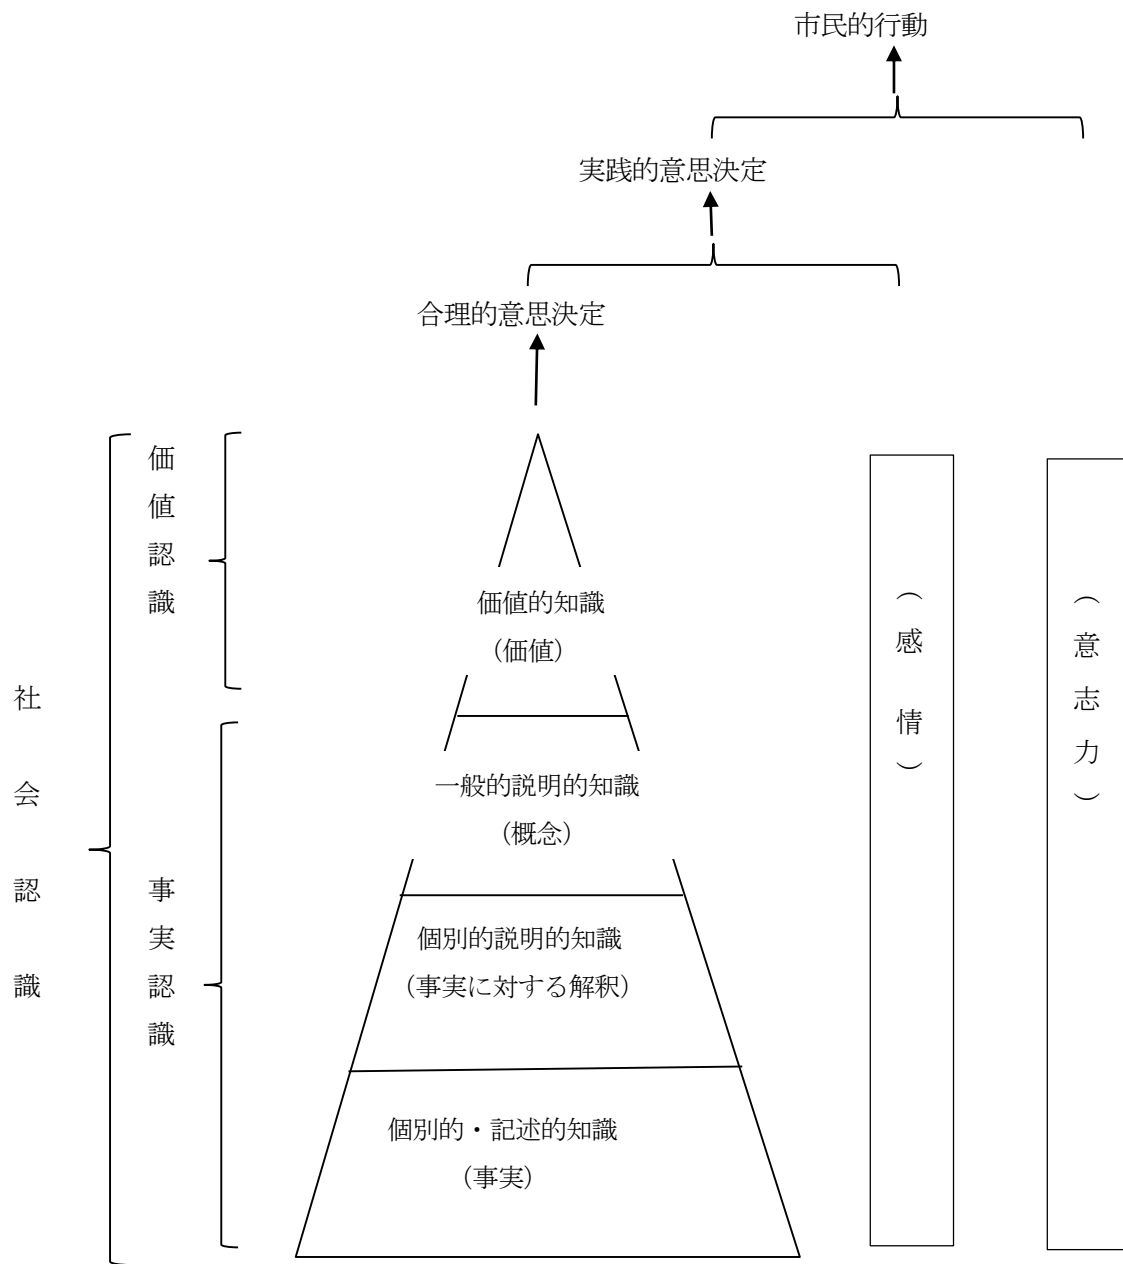 市民的行動
実践的意思決定
合理的意思決定
社会認識
価値認識
事実認識
価値的知識
（価値）
一般的説明的知識
（概念）
個別的説明的知識
（事実に対する解釈）
個別的・記述的知識
（事実）
（感情）
（意志力）